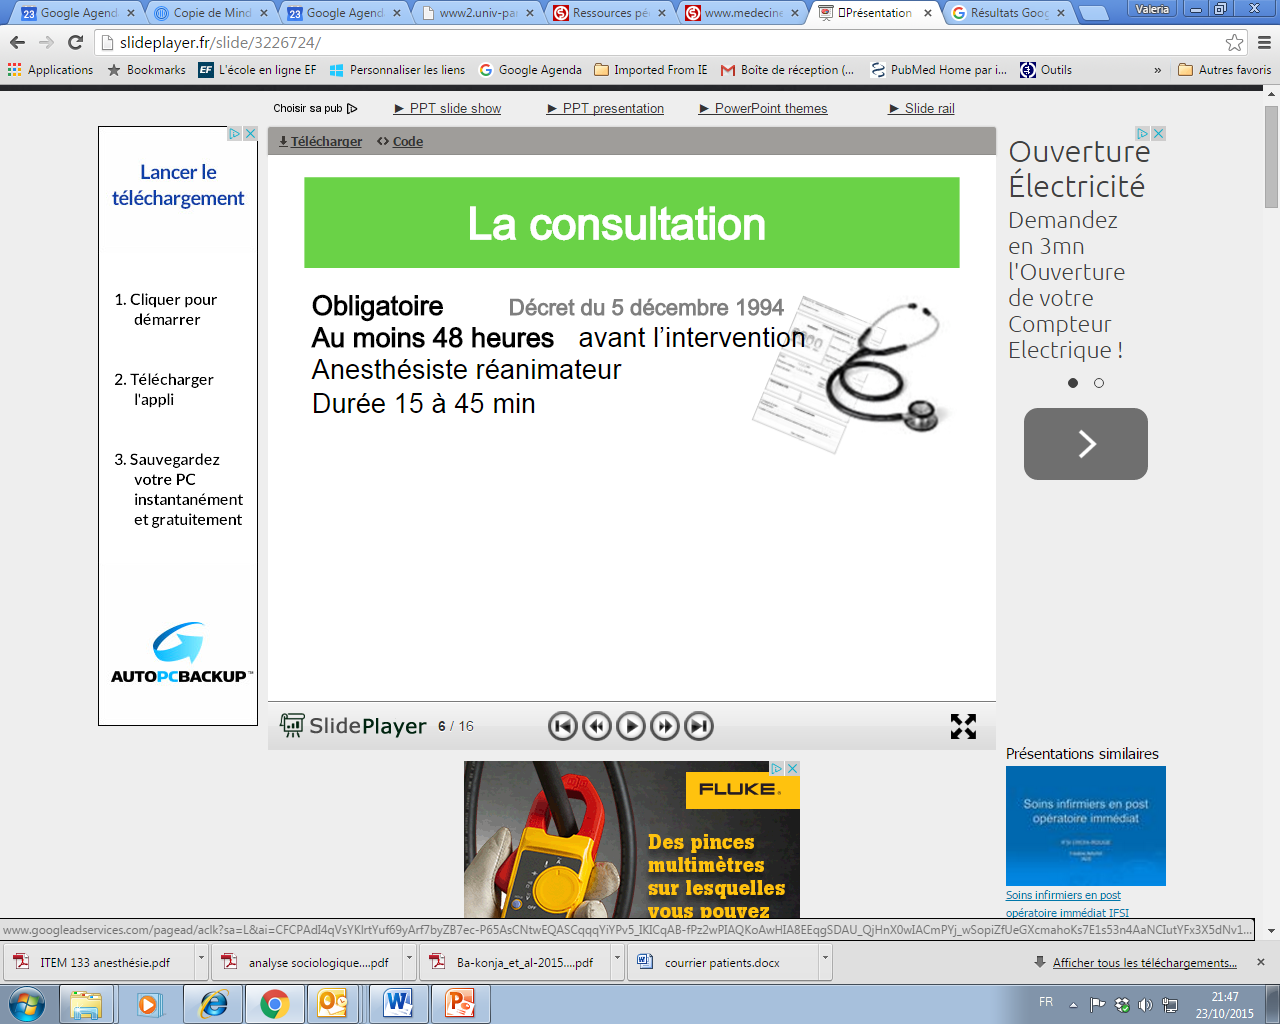 23 Google Agend
Copie de Mind
23 Google Agend
www2.univ-pa
Ressources pé
www.medecine
Présentation
Résultats Goog
Valeria
slideplayer.fr/slide/3226724/
Applications
Bookmarks
EF L'école en ligne EF
Personnaliser les liens
Google Agenda
Imported From IE
Boîte de réception (...
PubMed Home par i...
Outils
»
Autres favoris
Choisir sa pub
► PPT slide show
► PPT presentation
► PowerPoint themes
► Slide rail
Télécharger
Code
Lancer le
téléchargement
1. Cliquer pour
démarrer
2. Télécharger
l'appli
3. Sauvegardez
votre PC
instantanément
et gratuitement
AUTOPCBACKUP™
La consultation
Obligatoire Décret du 5 décembre 1994
Au moins 48 heures avant l’intervention
Anesthésiste réanimateur
Durée 15 à 45 min
SlidePlayer 6 / 16
Ouverture
Électricité
Demandez
en 3mn
l'Ouverture
de votre
Compteur
Electrique !
FLUKE.
Des pinces
multimètres
sur lesquelles
vous pouvez
Présentations similaires
Soins infirmiers en post
opératoire immédiat
Soins infirmiers en post
opératoire immédiat IFSI
ITEM 133 anesthésie.pdf
analyse sociologique....pdf
Ba-konja_et_al-2015....pdf
courrier patients.docx
Afficher tous les téléchargements...
FR
21:47
23/10/2015